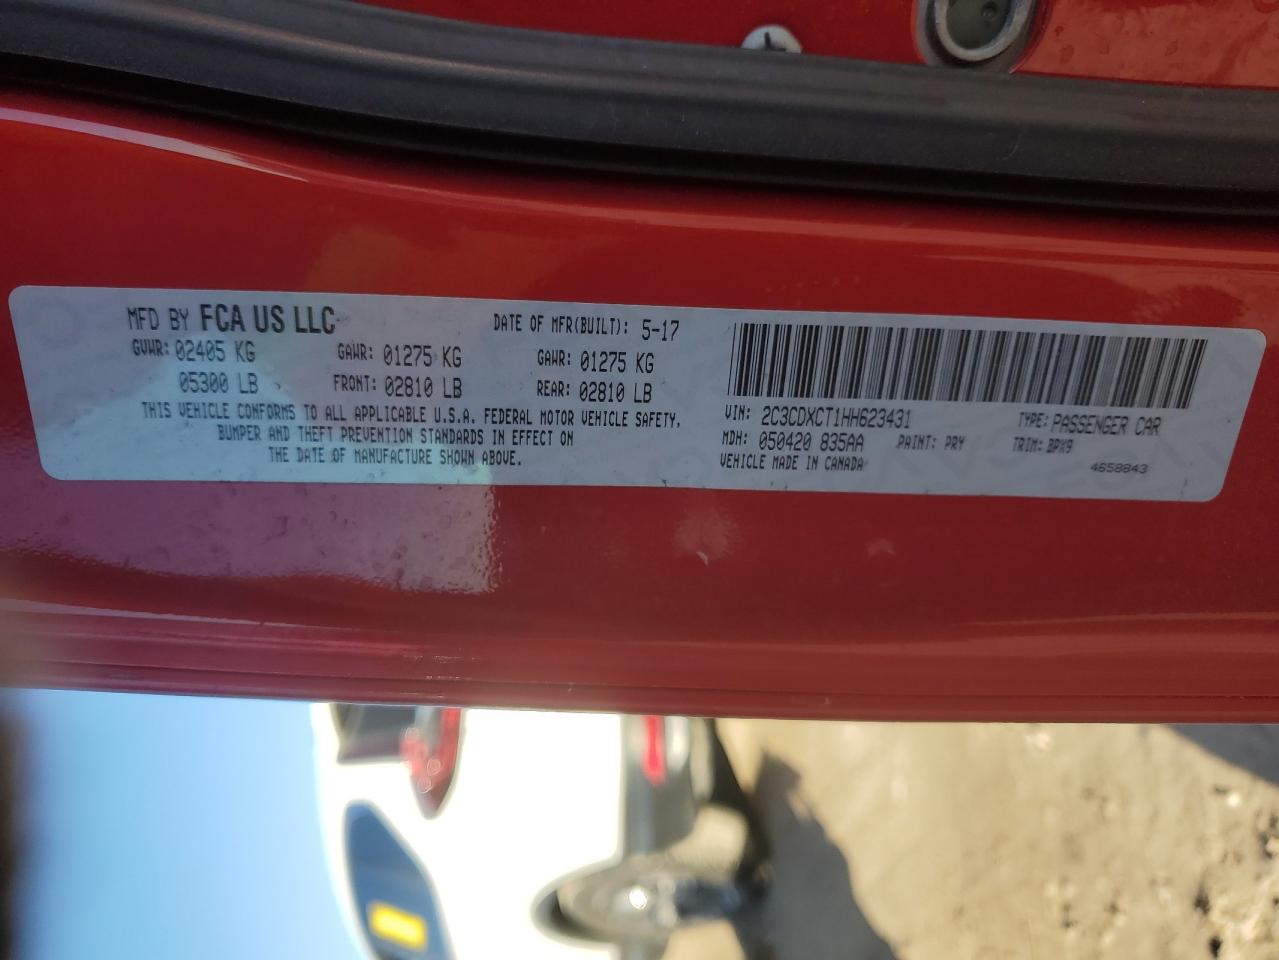 MFD BY FCA US LLC DATE OF MFR(BUILT): 5-17
GVWR: 02405 KG GAWR: 01275 KG GAWR: 01275 KG
05300 LB FRONT: 02810 LB REAR: 02810 LB
THIS VEHICLE CONFORMS TO ALL APPLICABLE U.S.A. FEDERAL MOTOR VEHICLE SAFETY,
BUMPER AND THEFT PREVENTION STANDARDS IN EFFECT ON
THE DATE OF MANUFACTURE SHOWN ABOVE.
VIN: 2C3CDXCT1HH623431 TYPE: PASSENGER CAR
MDH: 050420 835AA PAINT: PRY TRIM: BPX9
VEHICLE MADE IN CANADA 4658843